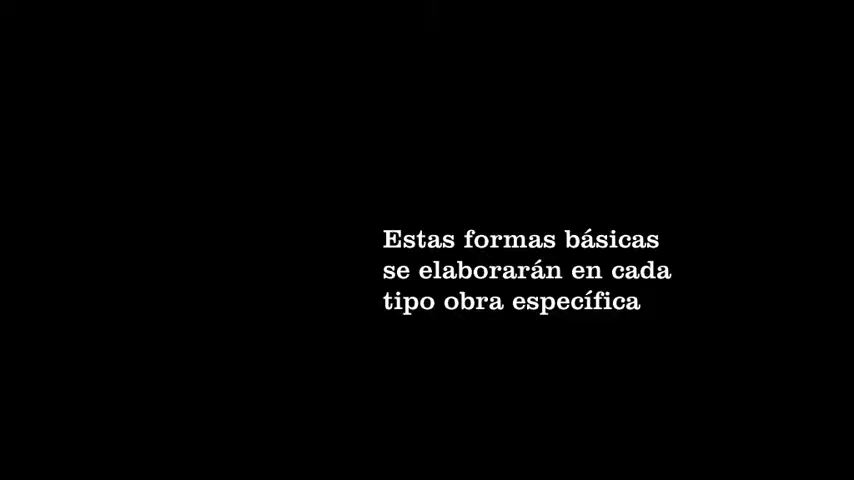 Estas formas básicas
se elaborarán en cada
tipo obra específica